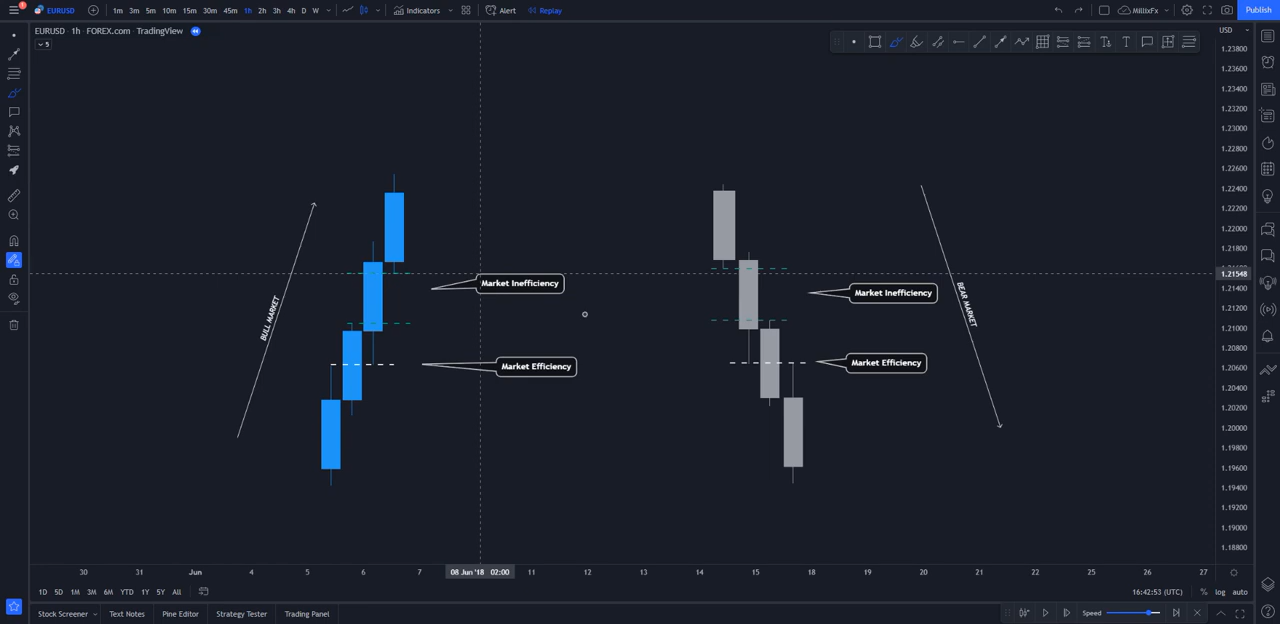 EURUSD 1m 3m 5m 10m 15m 30m 45m 1h 2h 3h 4h D W Indicators Alert Replay MillixFx Publish
EURUSD 1h FOREX.com TradingView
5
USD
1.23800
1.23600
1.23400
1.23200
1.23000
1.22800
1.22600
1.22400
1.22200
1.22000
1.21800
1.21548
1.21400
1.21200
1.21000
1.20800
1.20600
1.20400
1.20200
1.20000
1.19800
1.19600
1.19400
1.19200
1.19000
1.18800
BULL MARKET
Market Inefficiency
Market Efficiency
Market Inefficiency
Market Efficiency
BEAR MARKET
30 31 Jun 4 5 6 7 08 Jun '18 02:00 11 12 13 14 15 18 19 20 21 22 25 26 27
1D 5D 1M 3M 6M YTD 1Y 5Y All 16:42:53 (UTC) % log auto
Stock Screener Text Notes Pine Editor Strategy Tester Trading Panel Speed